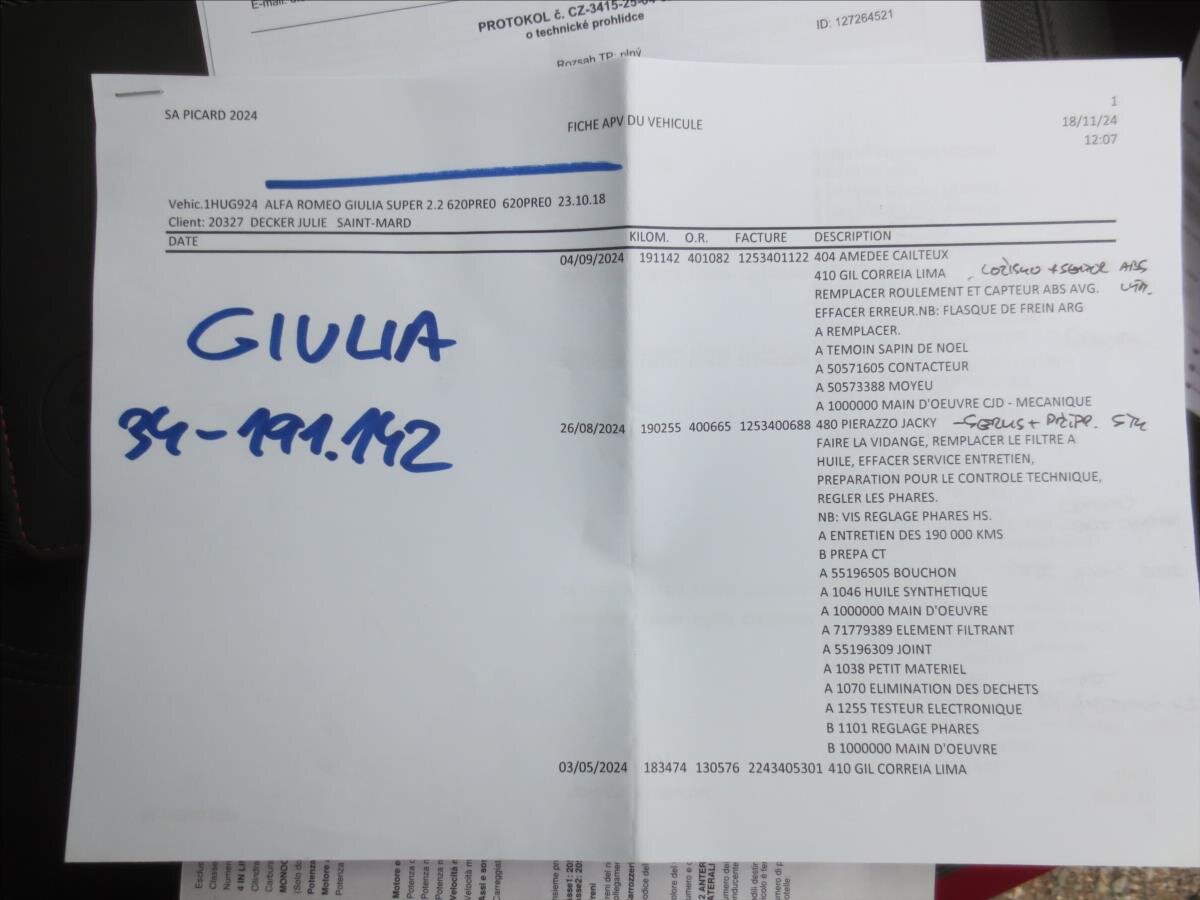 PROTOKOL č. CZ-3415-25-04
o technické prohlídce
ID: 127264521
Rozsah TP: plný
SA PICARD 2024
1
FICHE APV DU VEHICULE
18/11/24
12:07
Vehic.1HUG924 ALFA ROMEO GIULIA SUPER 2.2 620PRE0 620PRE0 23.10.18
Client: 20327 DECKER JULIE SAINT-MARD
DATE KILOM. O.R. FACTURE DESCRIPTION
04/09/2024 191142 401082 1253401122 404 AMEDEE CAILTEUX
410 GIL CORREIA LIMA
REMPLACER ROULEMENT ET CAPTEUR ABS AVG.
EFFACER ERREUR.NB: FLASQUE DE FREIN ARG
A REMPLACER.
A TEMOIN SAPIN DE NOEL
A 50571605 CONTACTEUR
A 50573388 MOYEU
A 1000000 MAIN D'OEUVRE CJD - MECANIQUE
GIULIA
34-191.142
26/08/2024 190255 400665 1253400688 480 PIERAZZO JACKY
FAIRE LA VIDANGE, REMPLACER LE FILTRE A
HUILE, EFFACER SERVICE ENTRETIEN,
PREPARATION POUR LE CONTROLE TECHNIQUE,
REGLER LES PHARES.
NB: VIS REGLAGE PHARES HS.
A ENTRETIEN DES 190 000 KMS
B PREPA CT
A 55196505 BOUCHON
A 1046 HUILE SYNTHETIQUE
A 1000000 MAIN D'OEUVRE
A 71779389 ELEMENT FILTRANT
A 55196309 JOINT
A 1038 PETIT MATERIEL
A 1070 ELIMINATION DES DECHETS
A 1255 TESTEUR ELECTRONIQUE
B 1101 REGLAGE PHARES
B 1000000 MAIN D'OEUVRE
03/05/2024 183474 130576 2243405301 410 GIL CORREIA LIMA